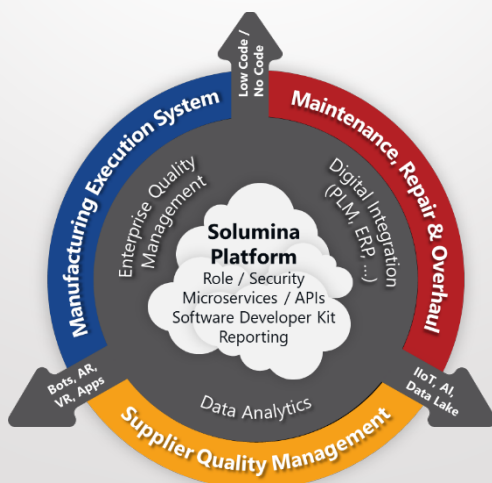 Low Code /
No Code
Manufacturing Execution System
Maintenance, Repair & Overhaul
Enterprise Quality
Management
Digital Integration
(PLM, ERP, ...)
Solumina
Platform
Role / Security
Microservices / APIs
Software Developer Kit
Reporting
Data Analytics
Bots, AR,
VR, Apps
IIoT, AI,
Data Lake
Supplier Quality Management